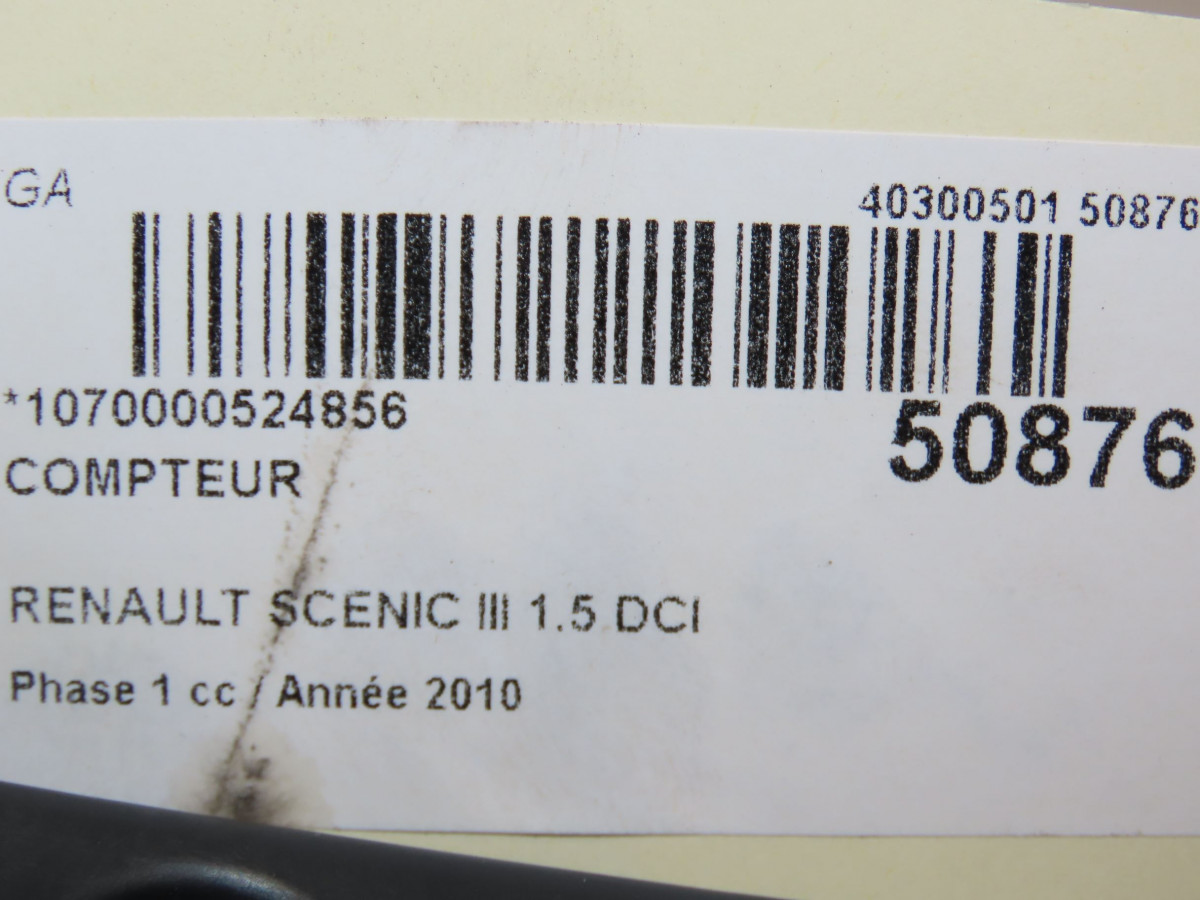 GA
40300501 50876
*1070000524856
50876
COMPTEUR
RENAULT SCENIC III 1.5 DCI
Phase 1 cc / Année 2010